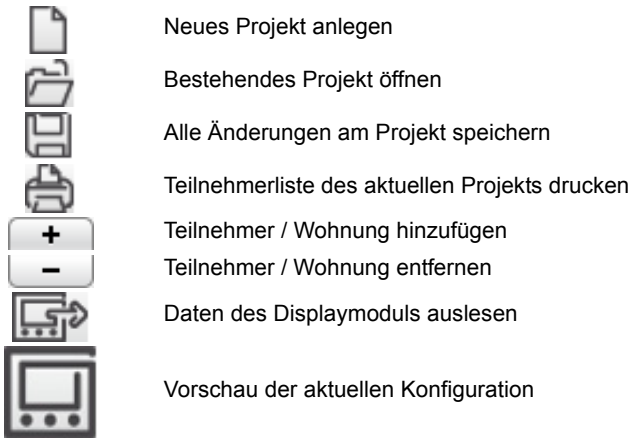 Neues Projekt anlegen
Bestehendes Projekt öffnen
Alle Änderungen am Projekt speichern
Teilnehmerliste des aktuellen Projekts drucken
+ Teilnehmer / Wohnung hinzufügen
– Teilnehmer / Wohnung entfernen
Daten des Displaymoduls auslesen
Vorschau der aktuellen Konfiguration